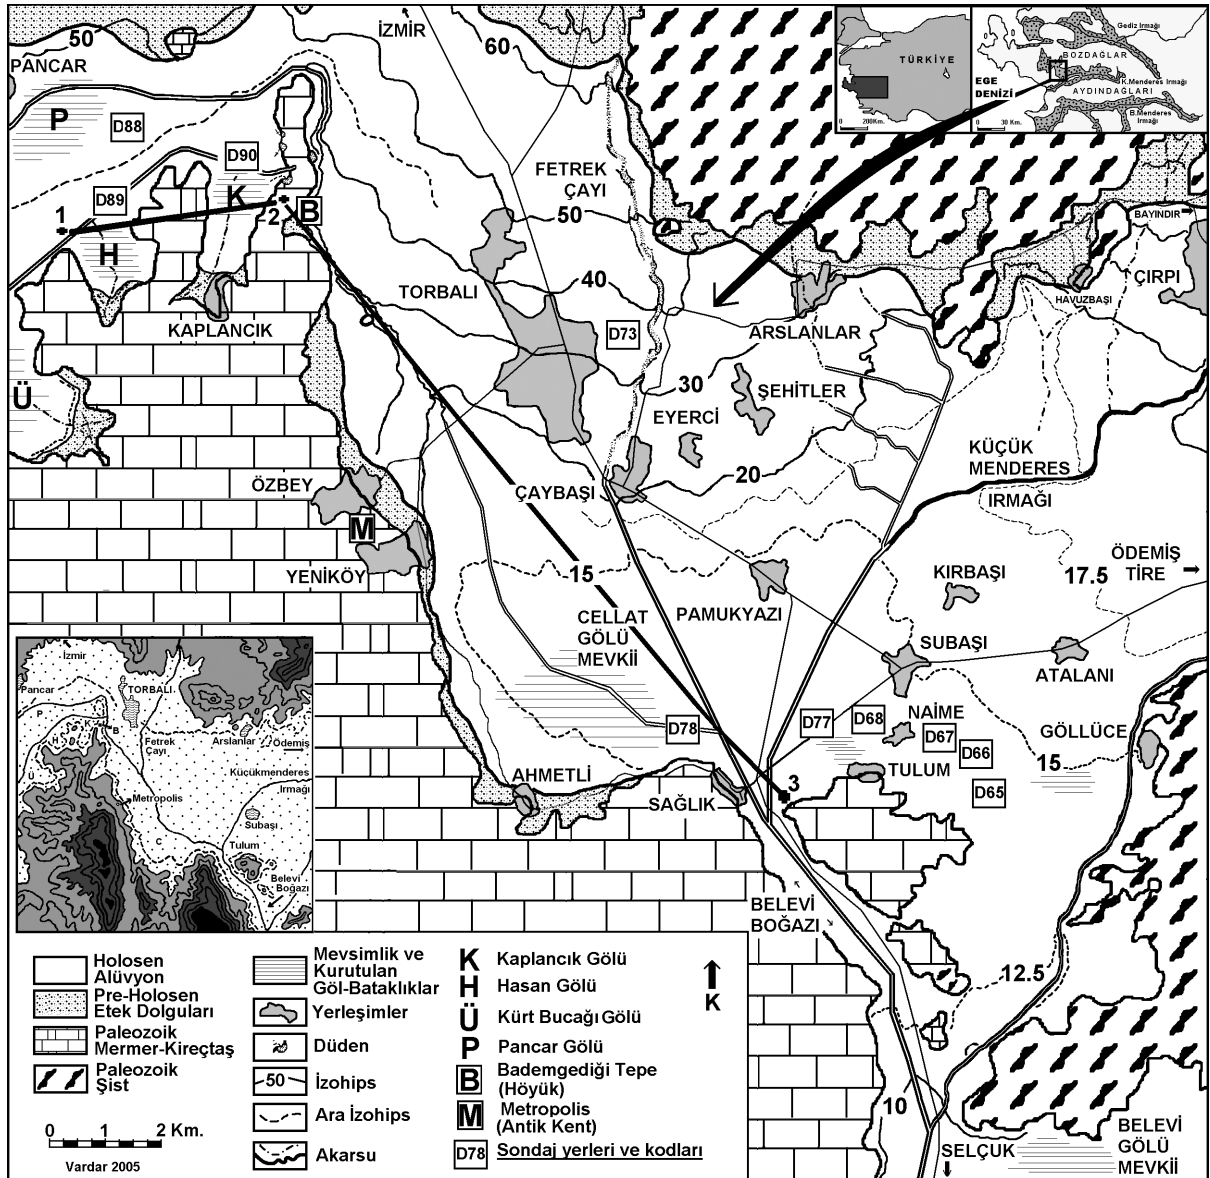 50
PANCAR
İZMİR
60
TÜRKİYE
0 200Km.
Gediz Irmağı
BOZDAĞLAR
K.Menderes Irmağı
EGE
DENİZİ
AYDINDAĞLARI
B.Menderes
Irmağı
0 30 Km.
P
D88
D90
D89
K
1
2
B
H
FETREK
ÇAYI
50
BAYINDIR
ÇIRPI
HAVUZBAŞI
40
TORBALI
KAPLANCIK
D73
ARSLANLAR
30
ŞEHİTLER
Ü
EYERCİ
KÜÇÜK
MENDERES
IRMAĞI
20
ÖZBEY
ÇAYBAŞI
M
YENİKÖY
15
ÖDEMİŞ
TİRE
17.5
KIRBAŞI
PAMUKYAZI
CELLAT
GÖLÜ
MEVKİİ
SUBAŞI
ATALANI
NAİME
D78
D77
D68
D67
D66
D65
GÖLLÜCE
15
TULUM
AHMETLİ
SAĞLIK
3
BELEVİ
BOĞAZI
12.5
10
SELÇUK
BELEVİ
GÖLÜ
MEVKİİ
İzmir
Pancar
TORBALI
P
K
B
H
Ü
Fetrek
Çayı
Arslanlar
Ödemiş
Küçükmenderes
Irmağı
Metropolis
Subaşı
Tulum
C
Belevi
Boğazı
Holosen
Alüvyon
Pre-Holosen
Etek Dolguları
Paleozoik
Mermer-Kireçtaş
Paleozoik
Şist
0 1 2 Km.
Vardar 2005
Mevsimlik ve
Kurutulan
Göl-Bataklıklar
Yerleşimler
Düden
50 İzohips
Ara İzohips
Akarsu
K Kaplancık Gölü
H Hasan Gölü
Ü Kürt Bucağı Gölü
P Pancar Gölü
B Bademgediği Tepe
(Höyük)
M Metropolis
(Antik Kent)
D78 Sondaj yerleri ve kodları
K